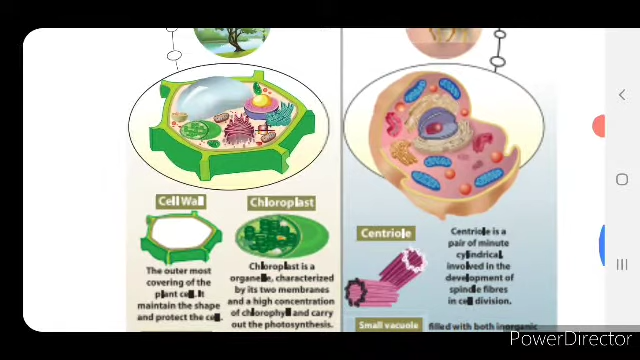 Cell Wall
The outer most
covering of the
plant cell. It
maintain the shape
and protect the cell.
Chloroplast
Chloroplast is a
organelle, characterized
by its two membranes
and a high concentration
of chlorophyll and carry
out the photosynthesis.
Centriole
Centriole is a
pair of minute
cylindrical,
involved in the
development of
spindle fibres
in cell division.
Small vacuole
filled with both inorganic
PowerDirector